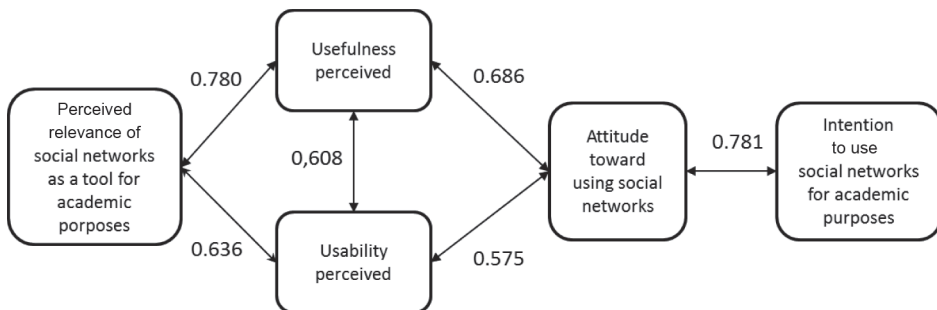 Perceived
relevance of
social networks
as a tool for
academic
porposes
0.780
0.636
Usefulness
perceived
0,608
Usability
perceived
0.686
0.575
Attitude
toward
using social
networks
0.781
Intention
to use
social networks
for academic
purposes